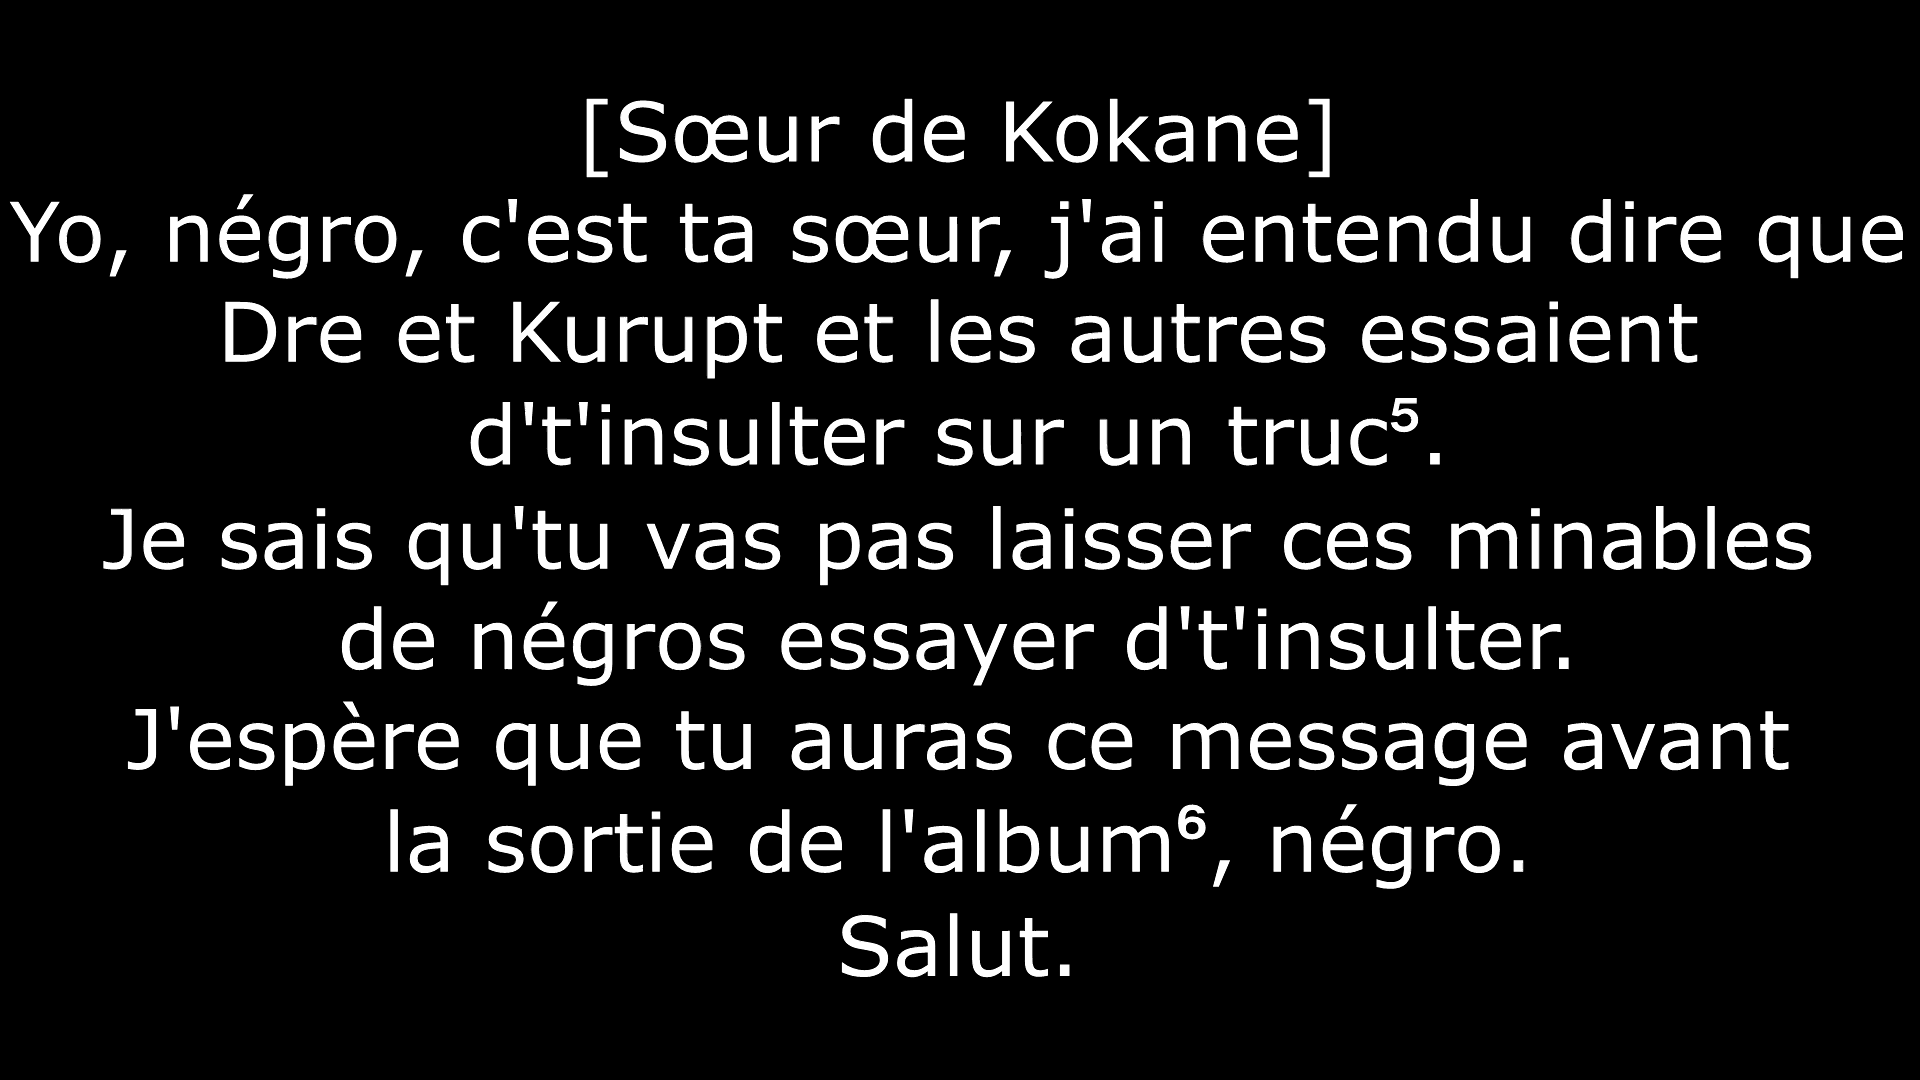 [Sœur de Kokane]
Yo, négro, c'est ta sœur, j'ai entendu dire que
Dre et Kurupt et les autres essaient
d't'insulter sur un truc⁵.
Je sais qu'tu vas pas laisser ces minables
de négros essayer d't'insulter.
J'espère que tu auras ce message avant
la sortie de l'album⁶, négro.
Salut.